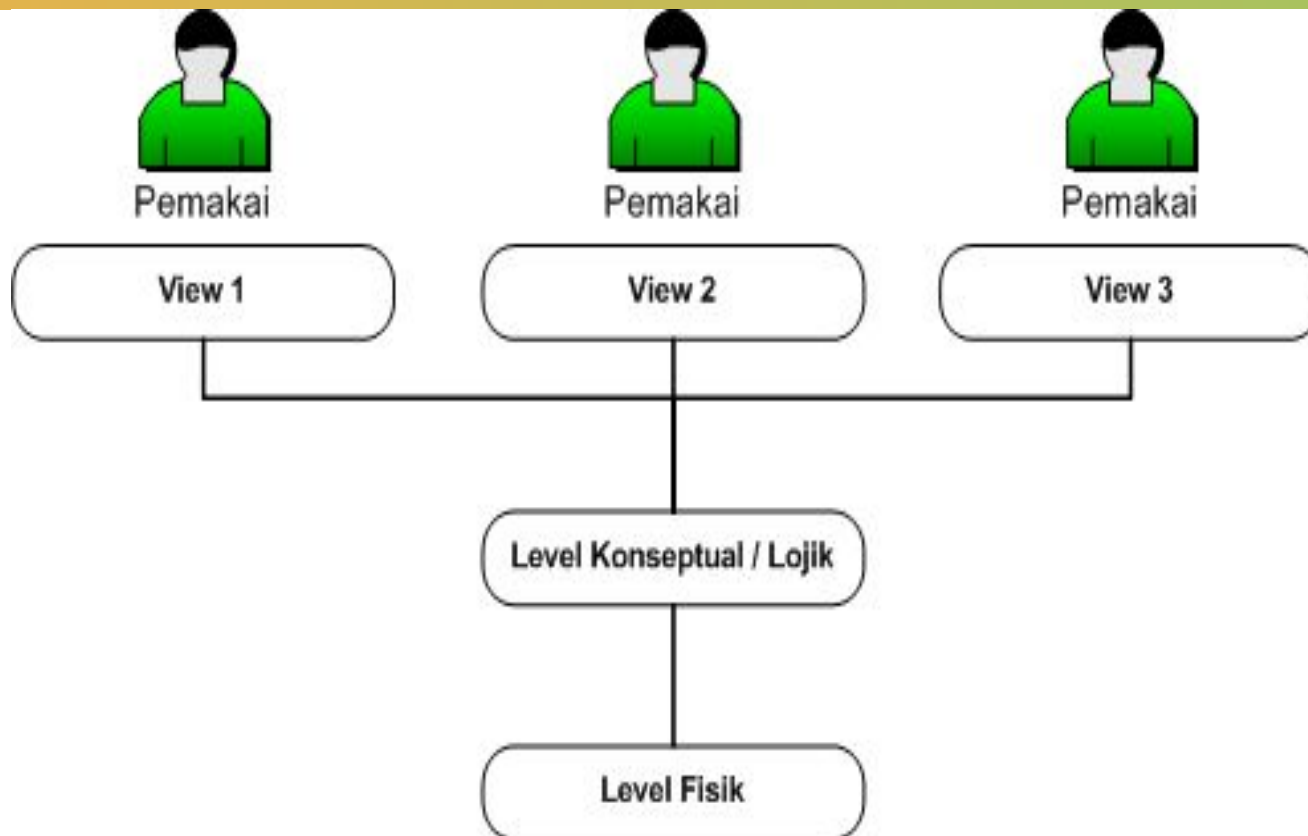 Pemakai
Pemakai
Pemakai
View 1
View 2
View 3
Level Konseptual / Lojik
Level Fisik